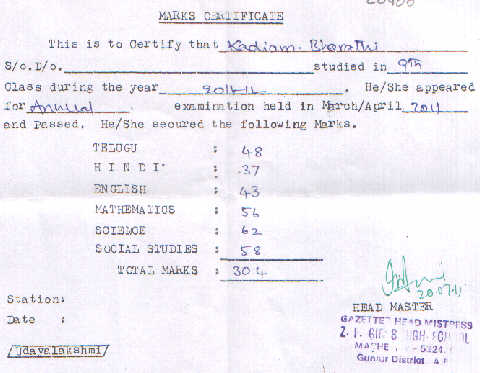 MARKS CERTIFICATE
This is to Certify that Kadiam. Bharathi
S/o.D/o. studied in 9th
Class during the year . He/She appeared
for Annual . examination held in March/April 2011
and Passed. He/She secured the following Marks.
TELUGU : 48
HINDI : 37
ENGLISH : 43
MATHEMATICS : 56
SCIENCE : 62
SOCIAL STUDIES : 58
TOTAL MARKS : 304
Station:
HEAD MASTER
Date :
GAZETTED HEAD MISTRESS
/Udayalakshmi/
Guntur District